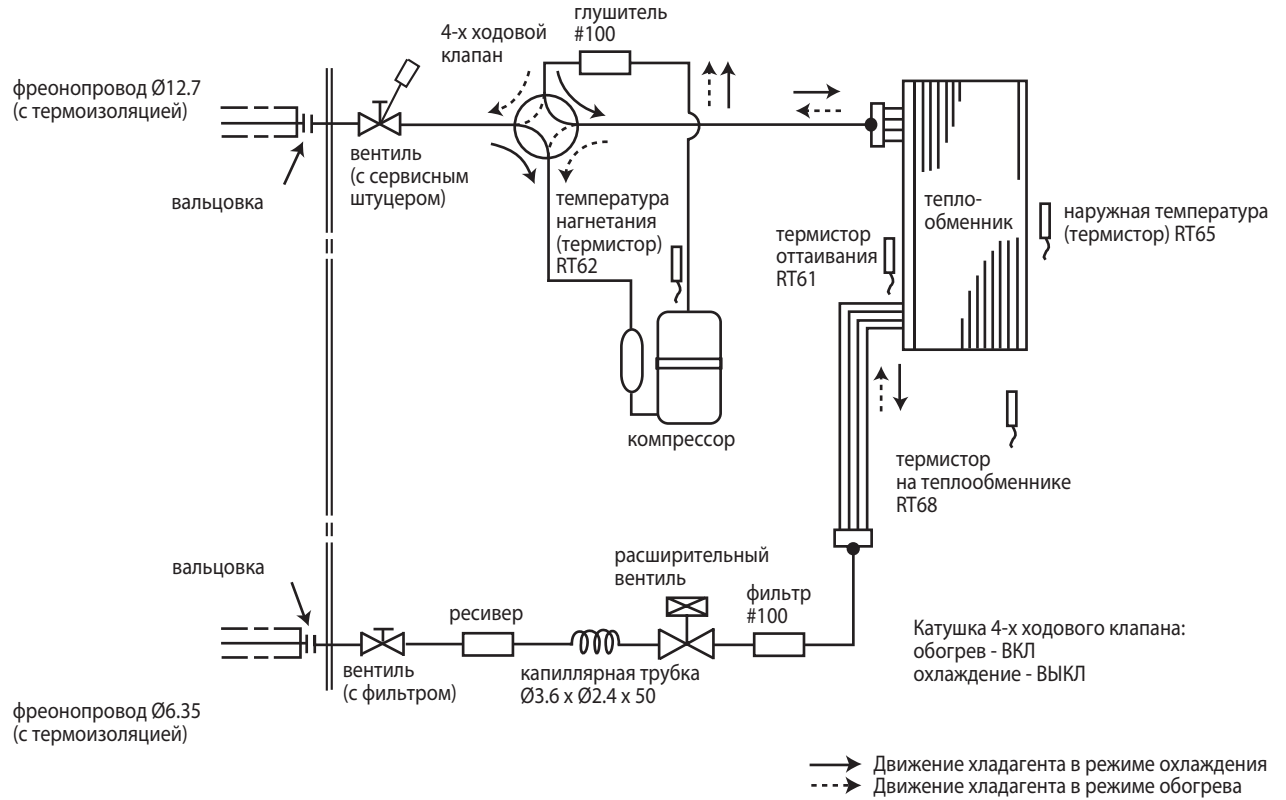 глушитель
#100
4-х ходовой
клапан
фреонопровод Ø12.7
(с термоизоляцией)
вентиль
(с сервисным
штуцером)
вальцовка
температура
нагнетания
(термистор)
RT62
тепло-
обменник
наружная температура
(термистор) RT65
термистор
оттаивания
RT61
компрессор
термистор
на теплообменнике
RT68
вальцовка
расширительный
вентиль
фильтр
#100
ресивер
вентиль
(с фильтром)
капиллярная трубка
Ø3.6 x Ø2.4 x 50
Катушка 4-х ходового клапана:
обогрев - ВКЛ
охлаждение - ВЫКЛ
фреонопровод Ø6.35
(с термоизоляцией)
Движение хладагента в режиме охлаждения
Движение хладагента в режиме обогрева